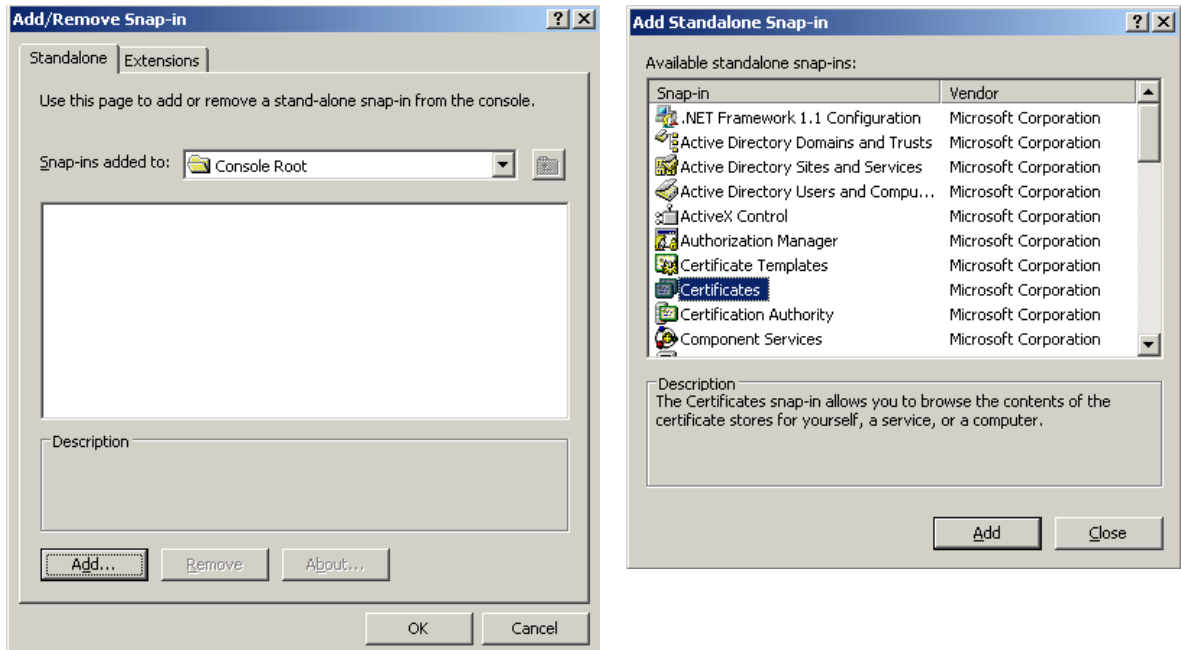 Add/Remove Snap-in
Standalone
Extensions
Use this page to add or remove a stand-alone snap-in from the console.
Snap-ins added to:
Console Root
Description
Add...
Remove
About...
OK
Cancel
Add Standalone Snap-in
Available standalone snap-ins:
Snap-in Vendor
.NET Framework 1.1 Configuration Microsoft Corporation
Active Directory Domains and Trusts Microsoft Corporation
Active Directory Sites and Services Microsoft Corporation
Active Directory Users and Compu... Microsoft Corporation
ActiveX Control Microsoft Corporation
Authorization Manager Microsoft Corporation
Certificate Templates Microsoft Corporation
Certificates Microsoft Corporation
Certification Authority Microsoft Corporation
Component Services Microsoft Corporation
Description
The Certificates snap-in allows you to browse the contents of the
certificate stores for yourself, a service, or a computer.
Add
Close